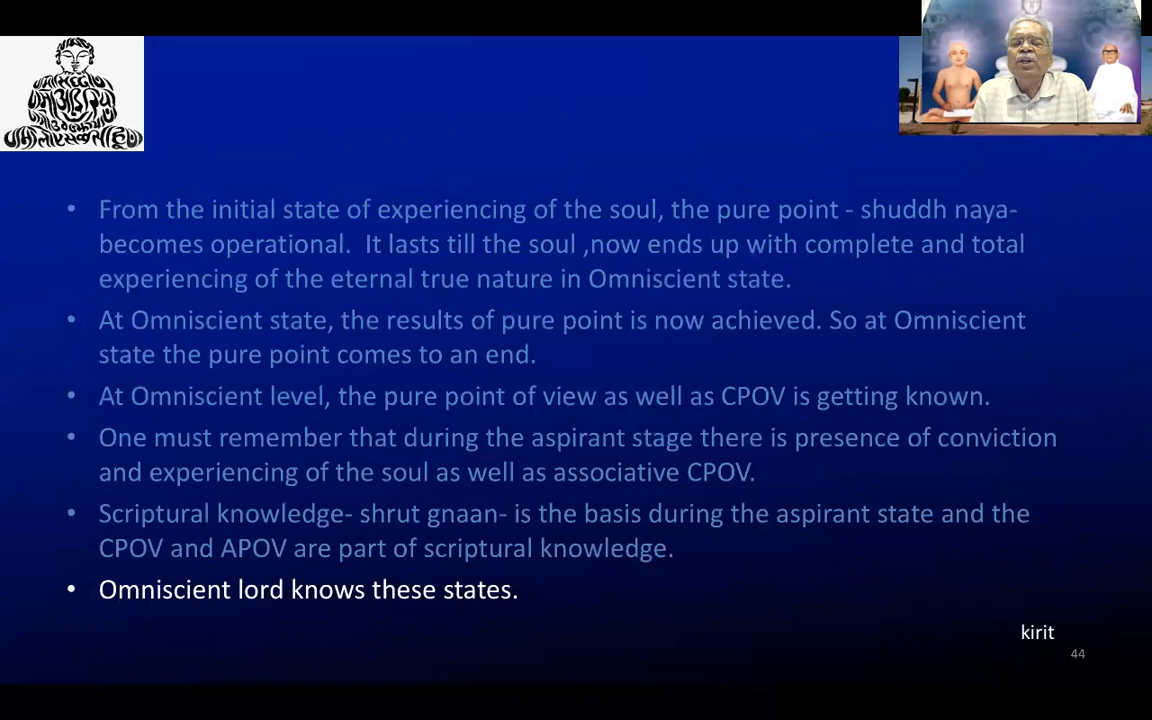 • From the initial state of experiencing of the soul, the pure point - shuddh naya-
becomes operational.  It lasts till the soul ,now ends up with complete and total
experiencing of the eternal true nature in Omniscient state.
• At Omniscient state, the results of pure point is now achieved. So at Omniscient
state the pure point comes to an end.
• At Omniscient level, the pure point of view as well as CPOV is getting known.
• One must remember that during the aspirant stage there is presence of conviction
and experiencing of the soul as well as associative CPOV.
• Scriptural knowledge- shrut gnaan- is the basis during the aspirant state and the
CPOV and APOV are part of scriptural knowledge.
• Omniscient lord knows these states.
kirit
44